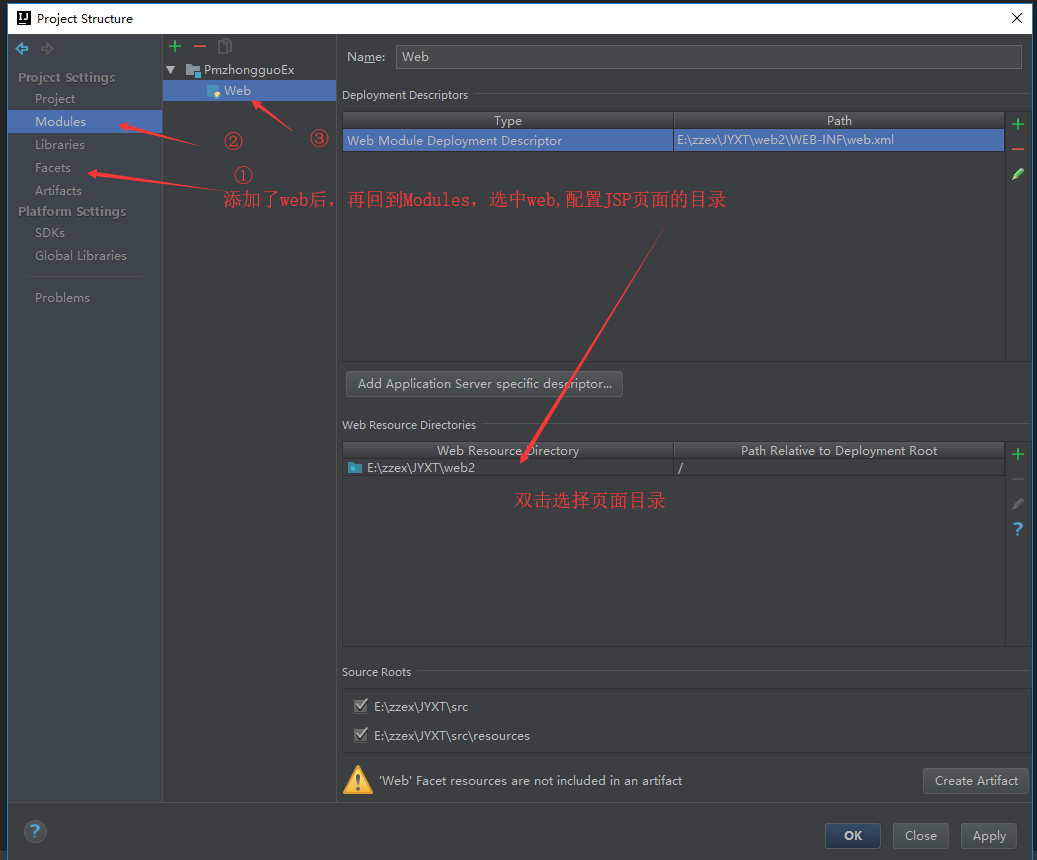 Project Structure
Project Settings
Project
Modules
Libraries
Facets
Artifacts
Platform Settings
SDKs
Global Libraries
Problems
PmzhongguoEx
Web
②
③
①
添加了web后，再回到Modules，选中web,配置JSP页面的目录
Name: Web
Deployment Descriptors
Type Path
Web Module Deployment Descriptor E:\zzex\JYXT\web2\WEB-INF\web.xml
Add Application Server specific descriptor...
Web Resource Directories
Web Resource Directory Path Relative to Deployment Root
E:\zzex\JYXT\web2 /
双击选择页面目录
Source Roots
E:\zzex\JYXT\src
E:\zzex\JYXT\src\resources
'Web' Facet resources are not included in an artifact
Create Artifact
OK Close Apply